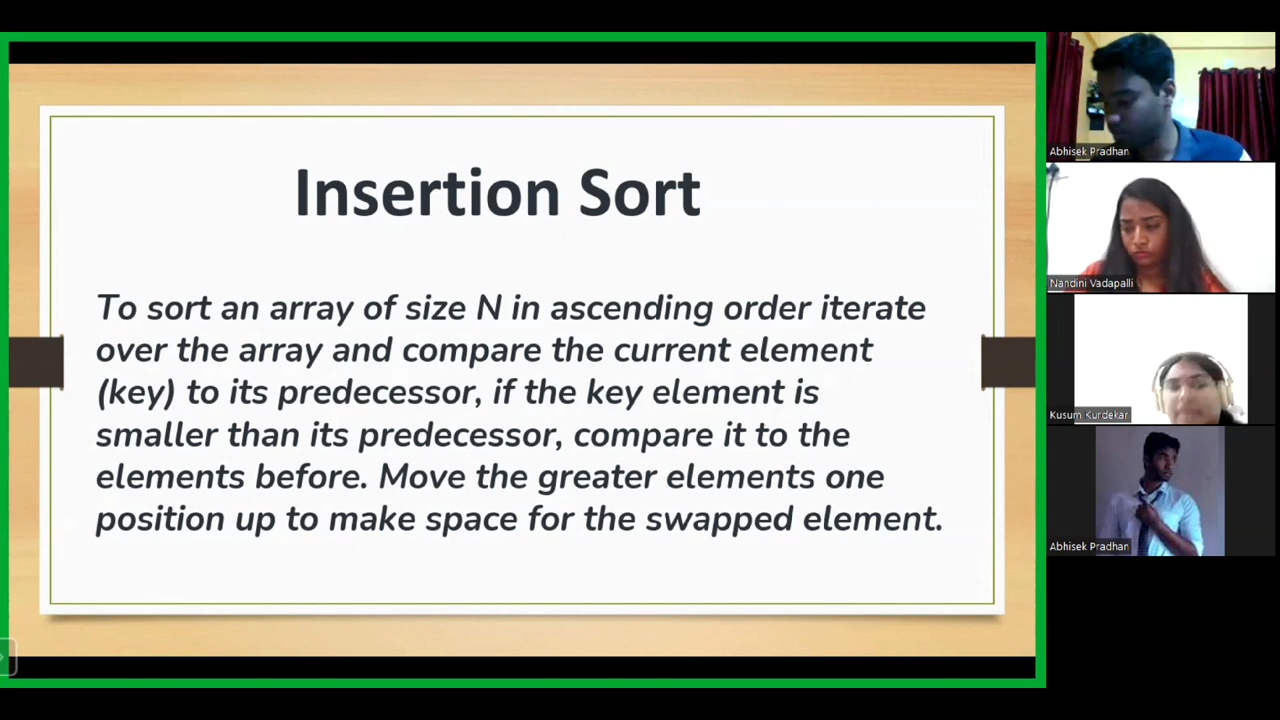 Insertion Sort
To sort an array of size N in ascending order iterate
over the array and compare the current element
(key) to its predecessor, if the key element is
smaller than its predecessor, compare it to the
elements before. Move the greater elements one
position up to make space for the swapped element.
Abhisek Pradhan
Nandini Vadapalli
Kusum Kurdekar
Abhisek Pradhan